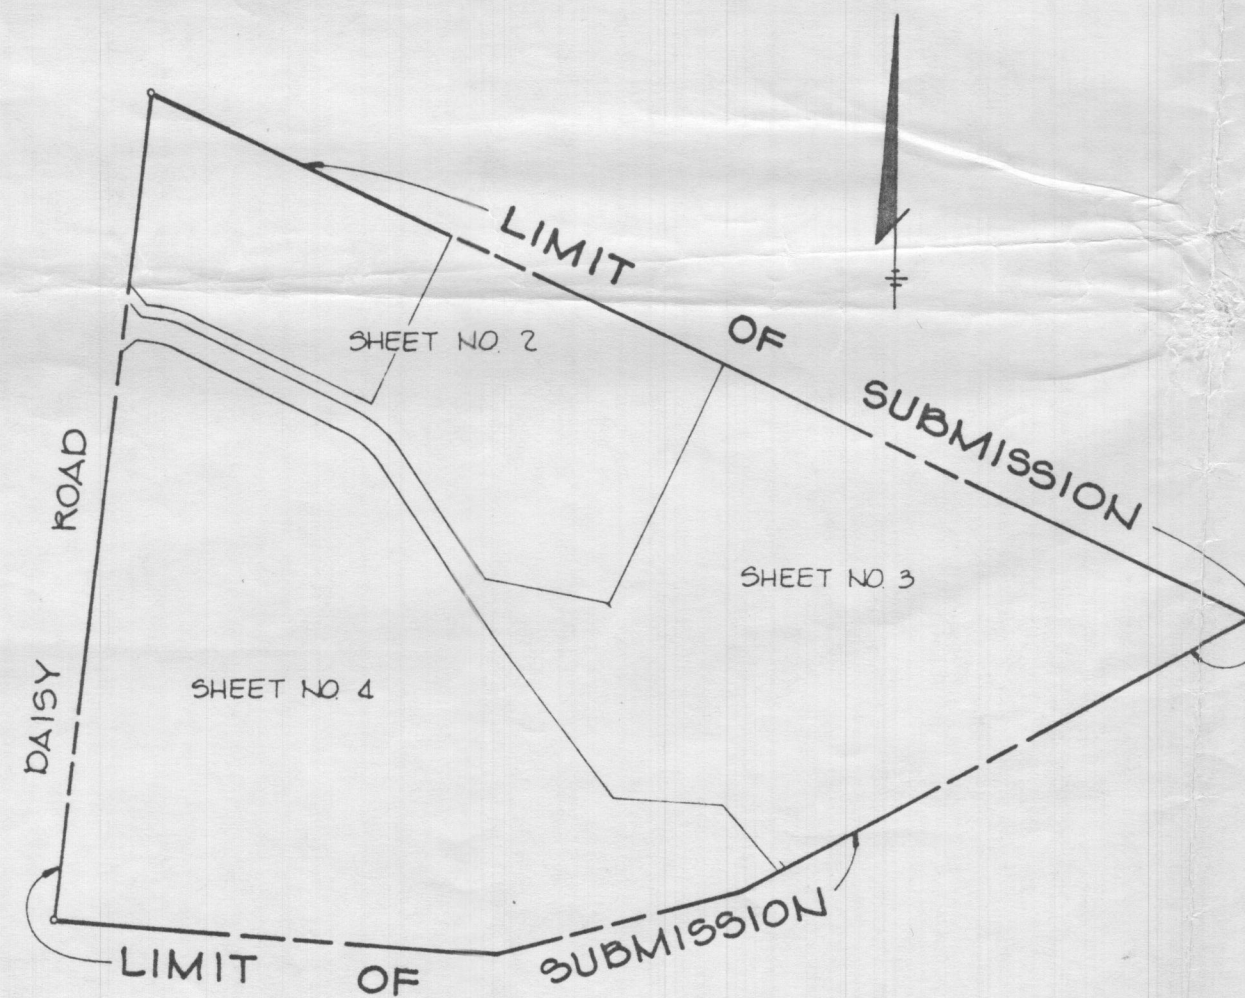 LIMIT OF SUBMISSION
SHEET NO. 2
DAISY ROAD
SHEET NO. 3
SHEET NO. 4
LIMIT OF SUBMISSION